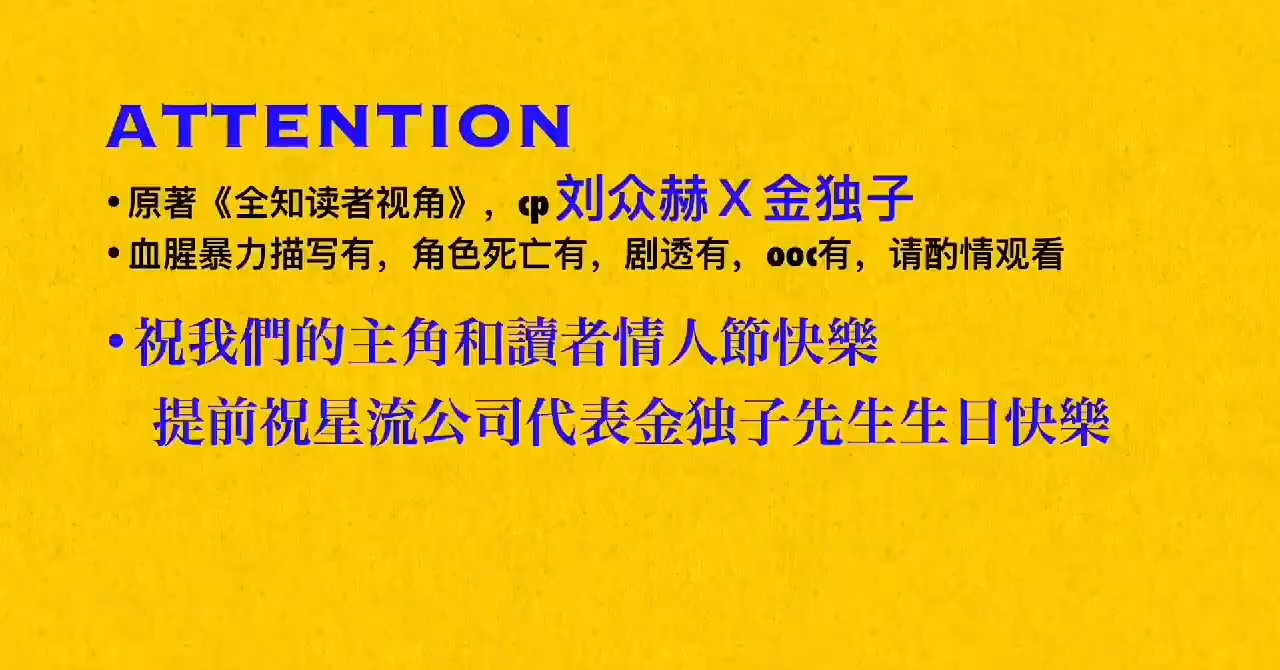 ATTENTION
•原著《全知读者视角》，cp 刘众赫 X 金独子
•血腥暴力描写有，角色死亡有，剧透有，ooc有，请酌情观看
•祝我們的主角和讀者情人節快樂
提前祝星流公司代表金独子先生生日快樂